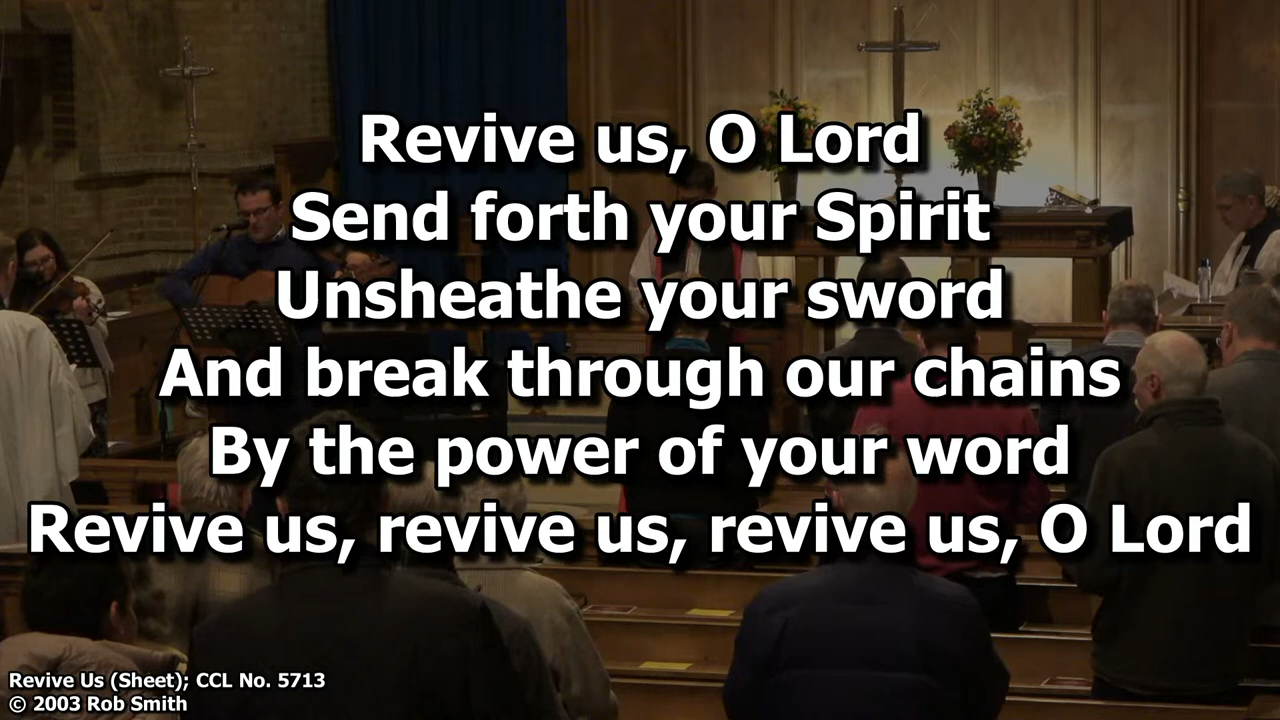 Revive us, O Lord
Send forth your Spirit
Unsheathe your sword
And break through our chains
By the power of your word
Revive us, revive us, revive us, O Lord
Revive Us (Sheet); CCL No. 5713
© 2003 Rob Smith